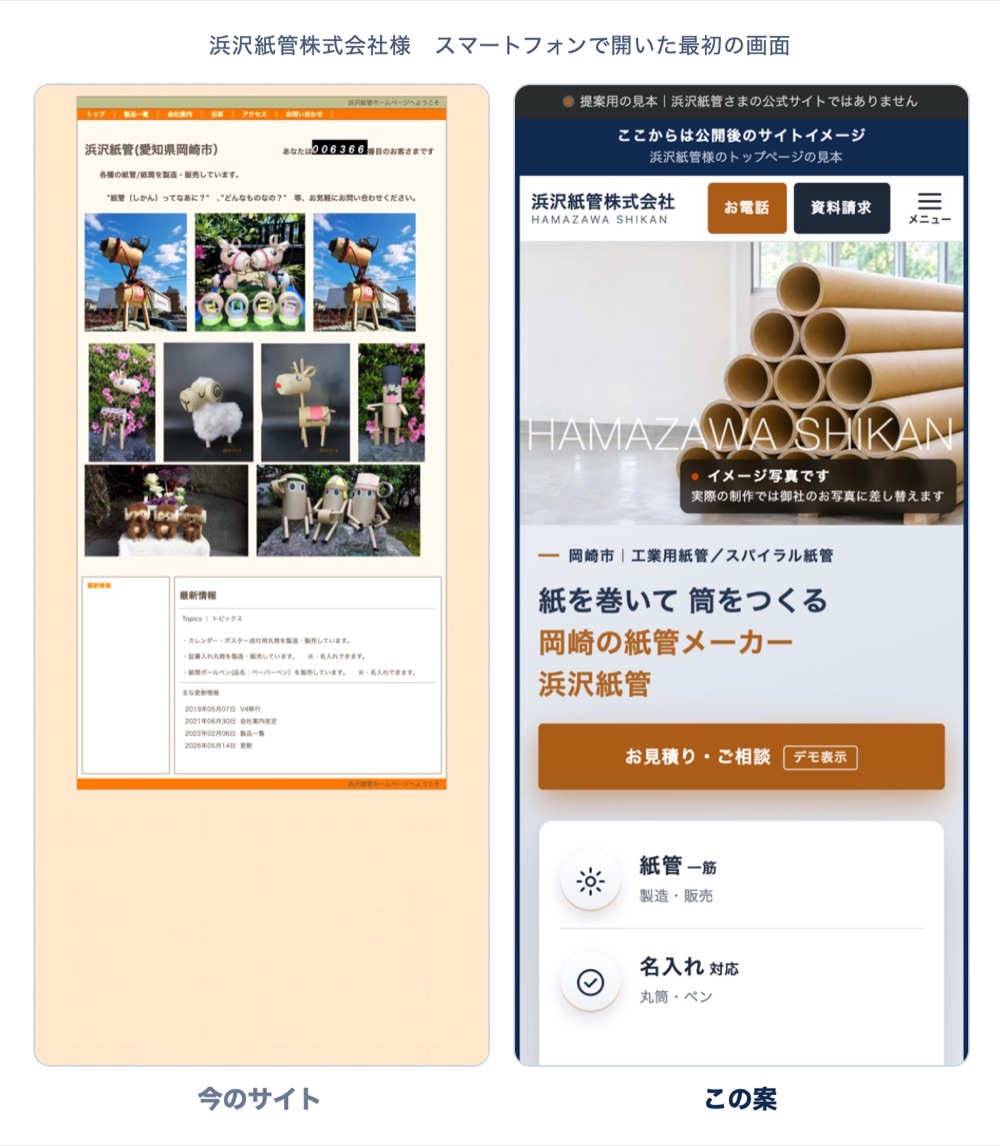 浜沢紙管株式会社様　スマートフォンで開いた最初の画面
浜沢紙管ホームページへようこそ
トップ | 製品一覧 | 会社案内 | 沿革 | アクセス | お問い合わせ |
浜沢紙管(愛知県岡崎市)
あなたは006366番目のお客さまです
各種の紙管/紙筒を製造・販売しています。
"紙管（しかん）ってなあに？"　、"どんなものなの？"　等、お気軽にお問い合わせください。
最新情報
最新情報
Topics ｜ トピックス
・カレンダー・ポスター送付用丸筒を製造・販売しています。
・証書入れ丸筒を製造・販売しています。　※・名入れできます。
・紙筒ボールペン(品名：ペーパーペン）を販売しています。　※・名入れできます。
主な更新情報
2019年05月07日 V4移行
2021年06月30日 会社案内改定
2022年02月06日 製品一覧
2026年05月14日 更新
浜沢紙管ホームページへようこそ
今のサイト
提案用の見本｜浜沢紙管さまの公式サイトではありません
ここからは公開後のサイトイメージ
浜沢紙管様のトップページの見本
浜沢紙管株式会社
HAMAZAWA SHIKAN
お電話
資料請求
メニュー
HAMAZAWA SHIKAN
イメージ写真です
実際の制作では御社のお写真に差し替えます
岡崎市｜工業用紙管／スパイラル紙管
紙を巻いて 筒をつくる
岡崎の紙管メーカー
浜沢紙管
お見積り・ご相談 デモ表示
紙管 一筋
製造・販売
名入れ 対応
丸筒・ペン
この案